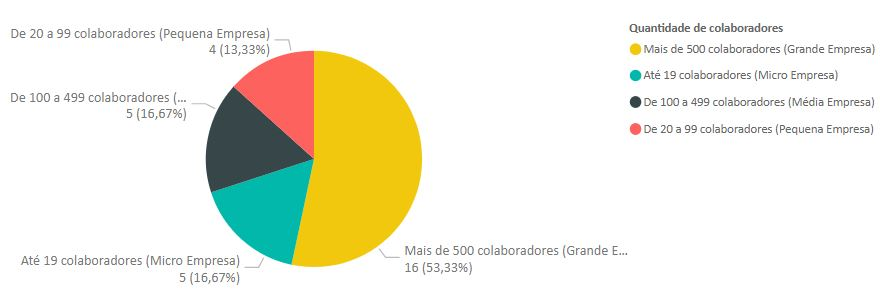 De 20 a 99 colaboradores (Pequena Empresa)
4 (13,33%)
De 100 a 499 colaboradores (...
5 (16,67%)
Até 19 colaboradores (Micro Empresa)
5 (16,67%)
Mais de 500 colaboradores (Grande E...
16 (53,33%)
Quantidade de colaboradores
Mais de 500 colaboradores (Grande Empresa)
Até 19 colaboradores (Micro Empresa)
De 100 a 499 colaboradores (Média Empresa)
De 20 a 99 colaboradores (Pequena Empresa)